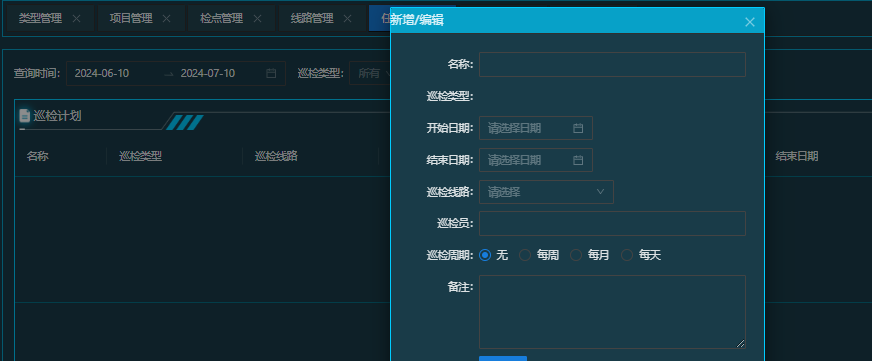 类型管理 项目管理 检点管理 线路管理
新增/编辑
查询时间: 2024-06-10 2024-07-10 巡检类型: 所有
巡检计划
名称 巡检类型 巡检线路 结束日期
名称:
巡检类型:
开始日期: 请选择日期
结束日期: 请选择日期
巡检线路: 请选择
巡检员:
巡检周期: 无 每周 每月 每天
备注: